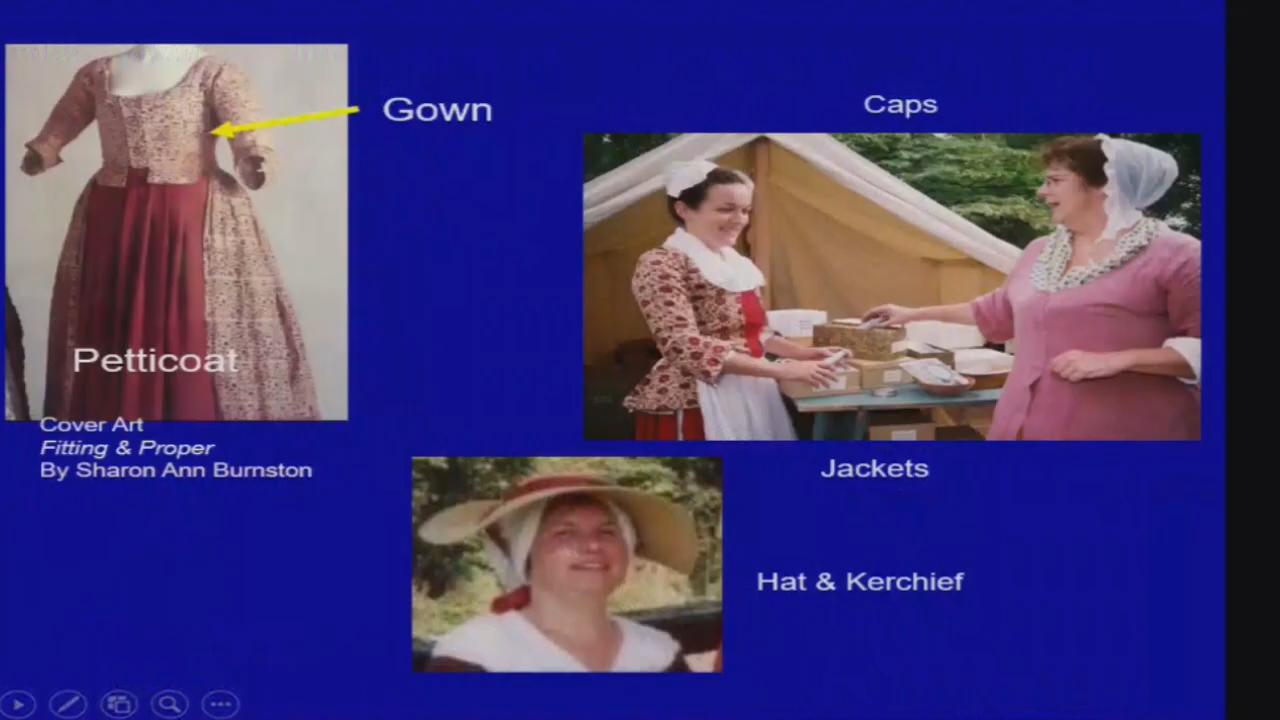 Gown
Caps
Petticoat
Cover Art
Fitting & Proper
By Sharon Ann Burnston
Jackets
Hat & Kerchief